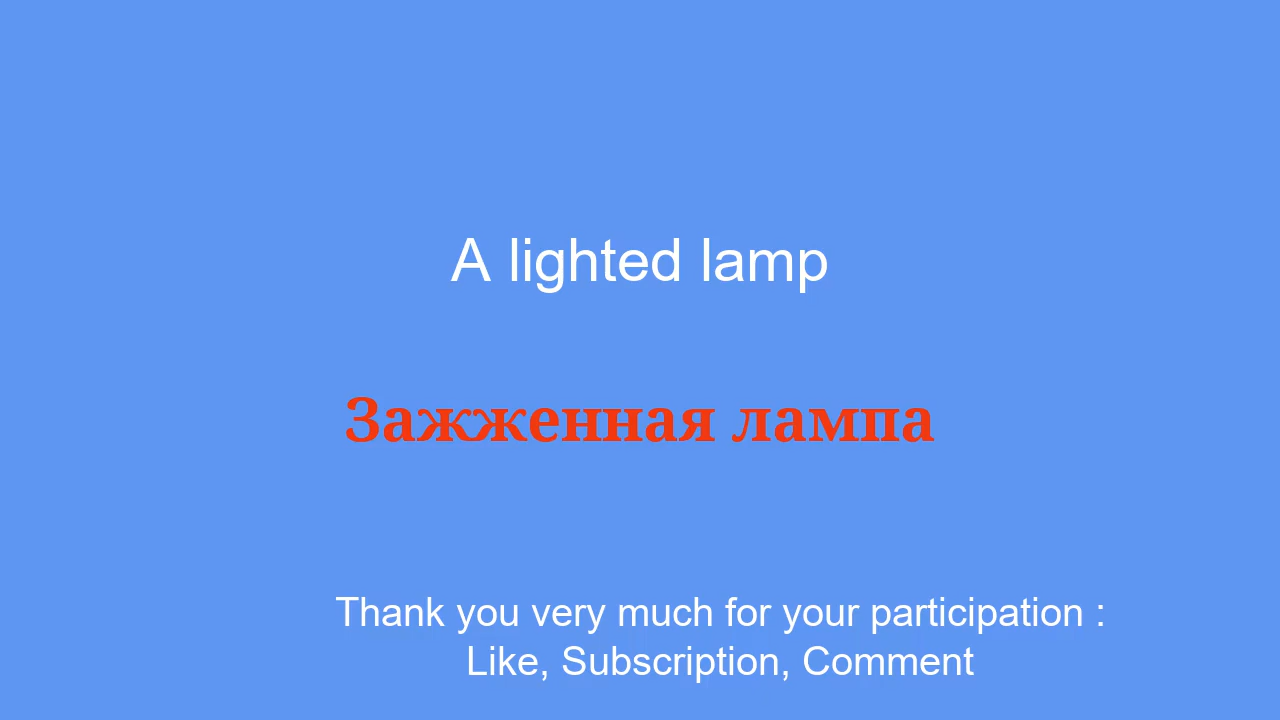 A lighted lamp
Зажженная лампа
Thank you very much for your participation :
Like, Subscription, Comment